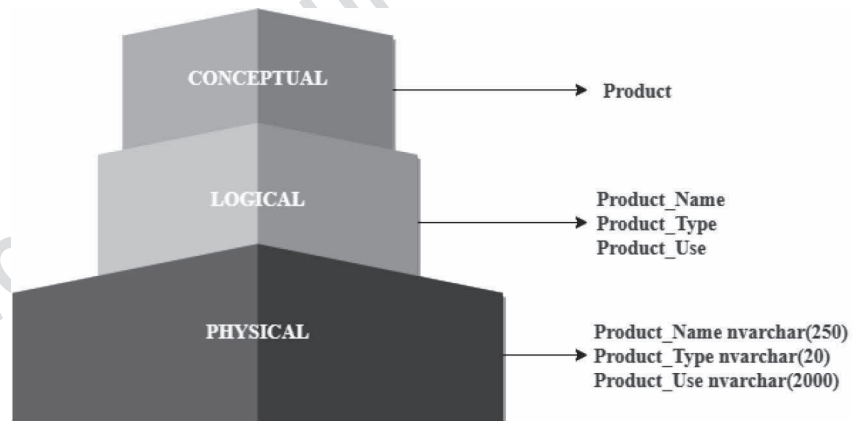 CONCEPTUAL
Product
LOGICAL
Product_Name
Product_Type
Product_Use
PHYSICAL
Product_Name nvarchar(250)
Product_Type nvarchar(20)
Product_Use nvarchar(2000)